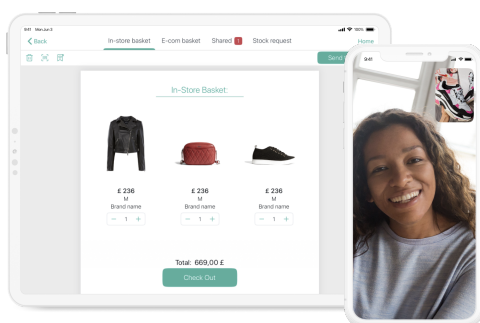 9:41 Mon Jun 3
100%
Back
In-store basket E-com basket Shared 1 Stock request
Home
Send
In-Store Basket:
£ 236 £ 236 £ 236
M M M
Brand name Brand name Brand name
− 1 + − 1 + − 1 +
Total: 669,00 £
Check Out
9:41